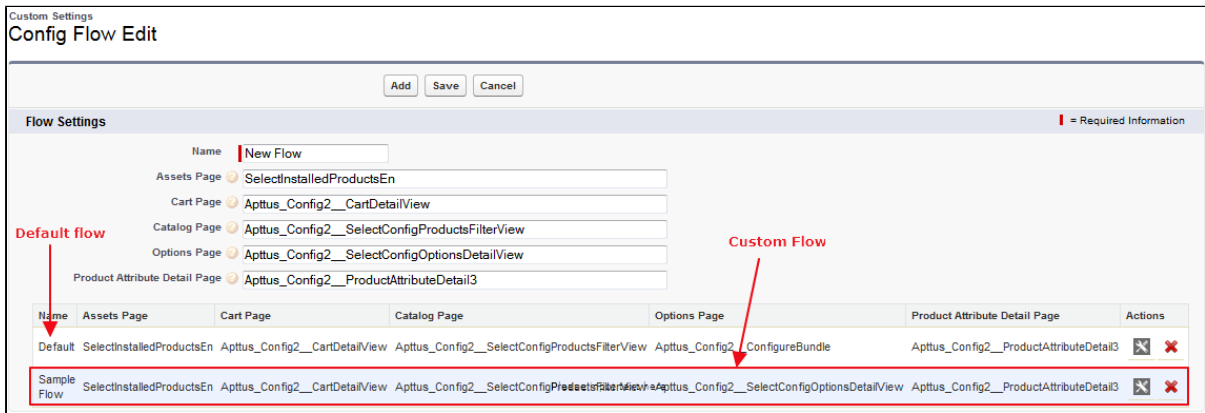 Custom Settings
Config Flow Edit
Add Save Cancel
Flow Settings = Required Information
Name New Flow
Assets Page ? SelectInstalledProductsEn
Cart Page ? Apttus_Config2__CartDetailView
Catalog Page ? Apttus_Config2__SelectConfigProductsFilterView
Default flow
Custom Flow
Options Page ? Apttus_Config2__SelectConfigOptionsDetailView
Product Attribute Detail Page ? Apttus_Config2__ProductAttributeDetail3
Name Assets Page Cart Page Catalog Page Options Page Product Attribute Detail Page Actions
Default SelectInstalledProductsEn Apttus_Config2__CartDetailView Apttus_Config2__SelectConfigProductsFilterView Apttus_Config2__ConfigureBundle Apttus_Config2__ProductAttributeDetail3
Sample
Flow SelectInstalledProductsEn Apttus_Config2__CartDetailView Apttus_Config2__SelectConfigProductsFilterView Apttus_Config2__SelectConfigOptionsDetailView Apttus_Config2__ProductAttributeDetail3